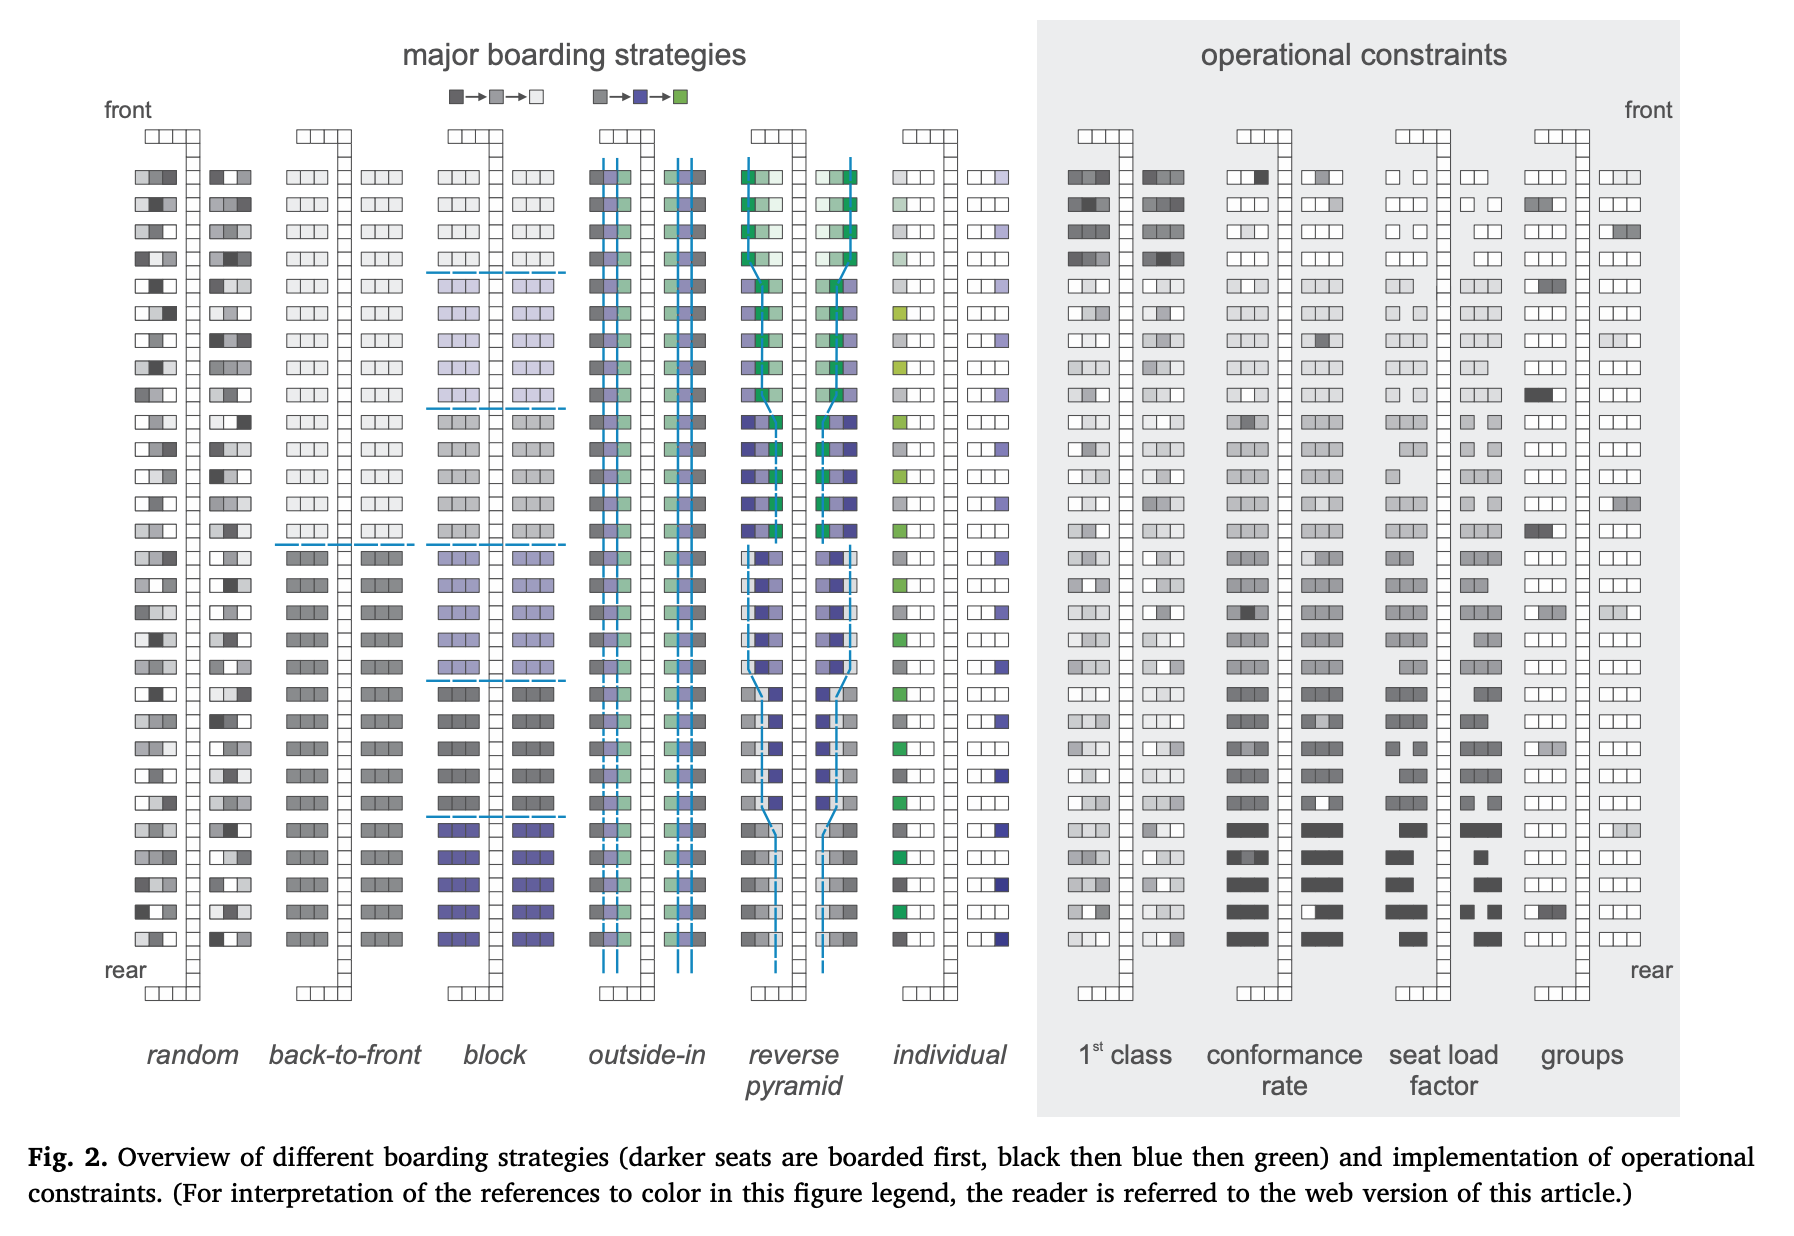 major boarding strategies
operational constraints
front
front
rear
rear
random
back-to-front
block
outside-in
reverse
pyramid
individual
1st class
conformance
rate
seat load
factor
groups
Fig. 2. Overview of different boarding strategies (darker seats are boarded first, black then blue then green) and implementation of operational
constraints. (For interpretation of the references to color in this figure legend, the reader is referred to the web version of this article.)